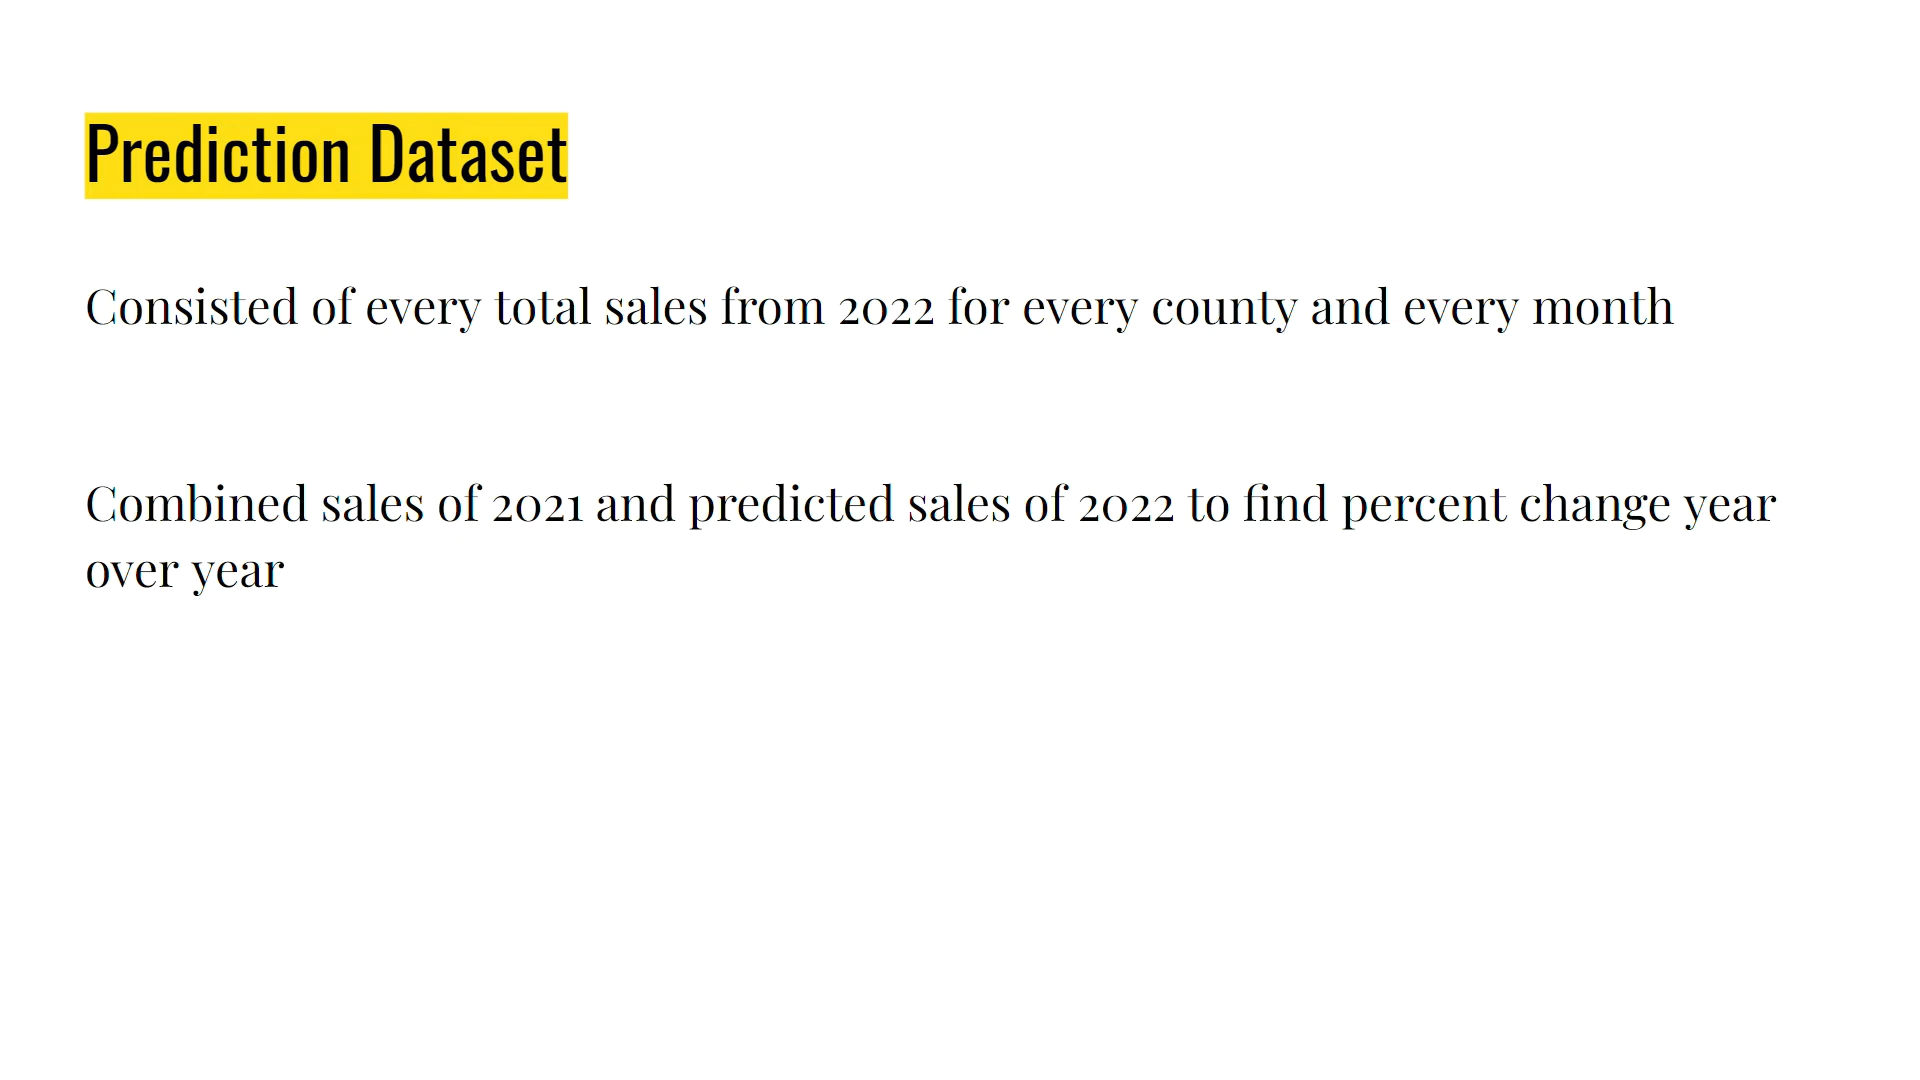 Prediction Dataset
Consisted of every total sales from 2022 for every county and every month
Combined sales of 2021 and predicted sales of 2022 to find percent change year
over year